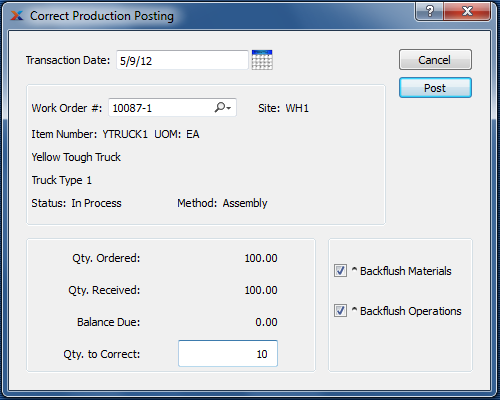 Correct Production Posting
?
Transaction Date: 5/9/12
Cancel
Post
Work Order #: 10087-1 Site: WH1
Item Number: YTRUCK1 UOM: EA
Yellow Tough Truck
Truck Type 1
Status: In Process Method: Assembly
Qty. Ordered: 100.00
Qty. Received: 100.00
Balance Due: 0.00
Qty. to Correct: 10
^ Backflush Materials
^ Backflush Operations